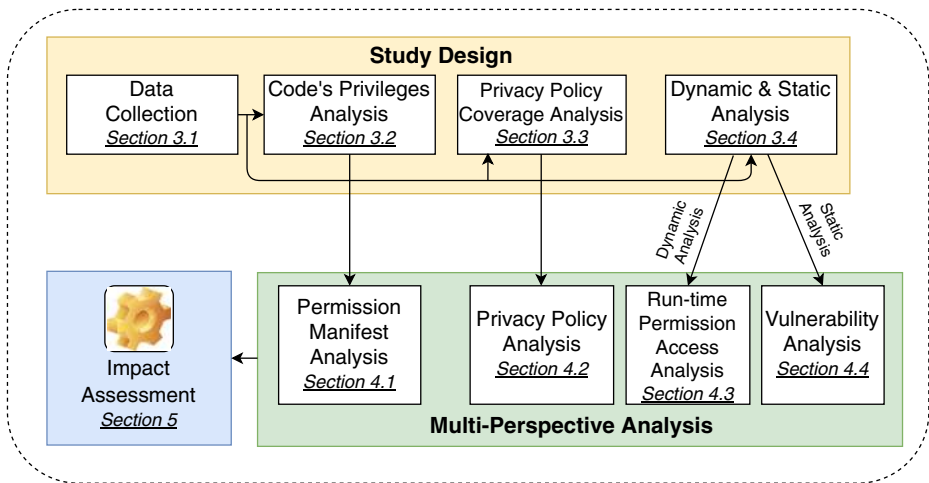 Study Design
Data
Collection
Section 3.1
Code's Privileges
Analysis
Section 3.2
Privacy Policy
Coverage Analysis
Section 3.3
Dynamic & Static
Analysis
Section 3.4
Dynamic
Analysis
Static
Analysis
Impact
Assessment
Section 5
Permission
Manifest
Analysis
Section 4.1
Privacy Policy
Analysis
Section 4.2
Run-time
Permission
Access
Analysis
Section 4.3
Vulnerability
Analysis
Section 4.4
Multi-Perspective Analysis